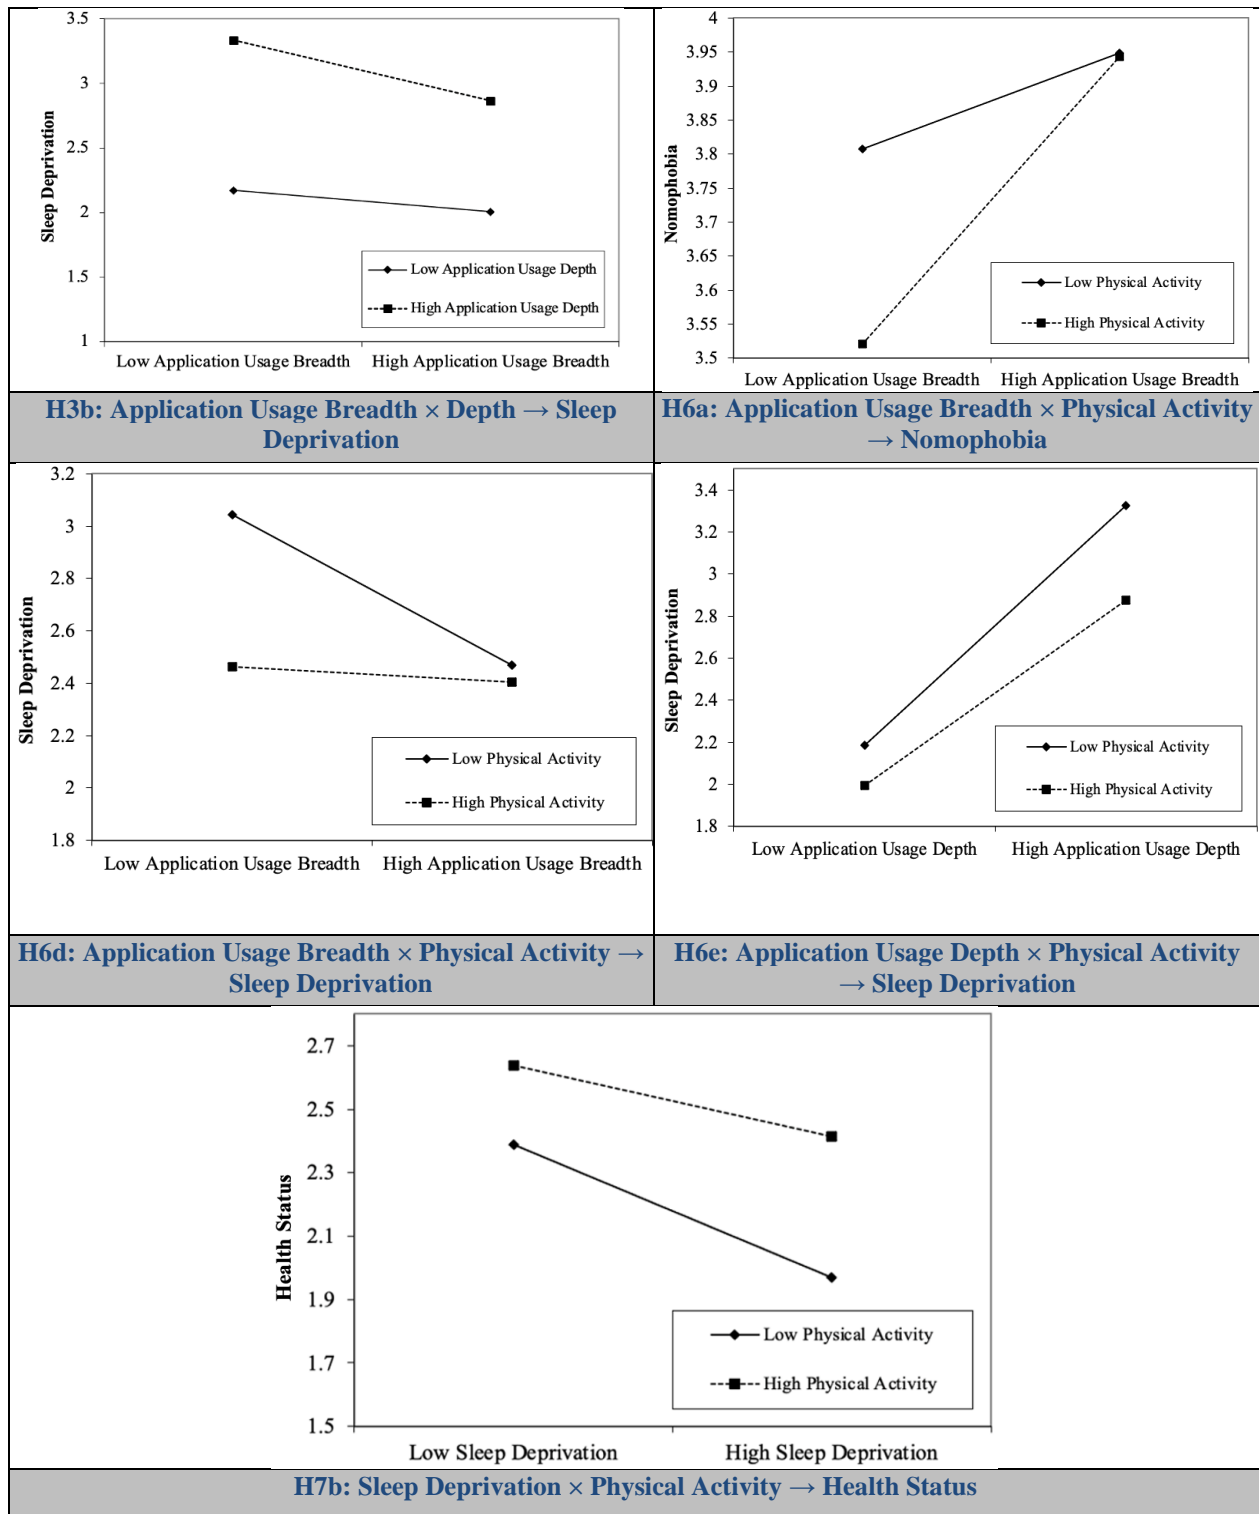 3.5
3
2.5
2
1.5
1
Sleep Deprivation
Low Application Usage Depth
High Application Usage Depth
Low Application Usage Breadth
High Application Usage Breadth
4
3.95
3.9
3.85
3.8
3.75
3.7
3.65
3.6
3.55
3.5
Nomophobia
Low Physical Activity
High Physical Activity
Low Application Usage Breadth
High Application Usage Breadth
H3b: Application Usage Breadth × Depth → Sleep
Deprivation
H6a: Application Usage Breadth × Physical Activity
→ Nomophobia
3.2
3
2.8
2.6
2.4
2.2
2
1.8
Sleep Deprivation
Low Physical Activity
High Physical Activity
Low Application Usage Breadth
High Application Usage Breadth
3.4
3.2
3
2.8
2.6
2.4
2.2
2
1.8
Sleep Deprivation
Low Physical Activity
High Physical Activity
Low Application Usage Depth
High Application Usage Depth
H6d: Application Usage Breadth × Physical Activity →
Sleep Deprivation
H6e: Application Usage Depth × Physical Activity
→ Sleep Deprivation
2.7
2.5
2.3
2.1
1.9
1.7
1.5
Health Status
Low Physical Activity
High Physical Activity
Low Sleep Deprivation
High Sleep Deprivation
H7b: Sleep Deprivation × Physical Activity → Health Status